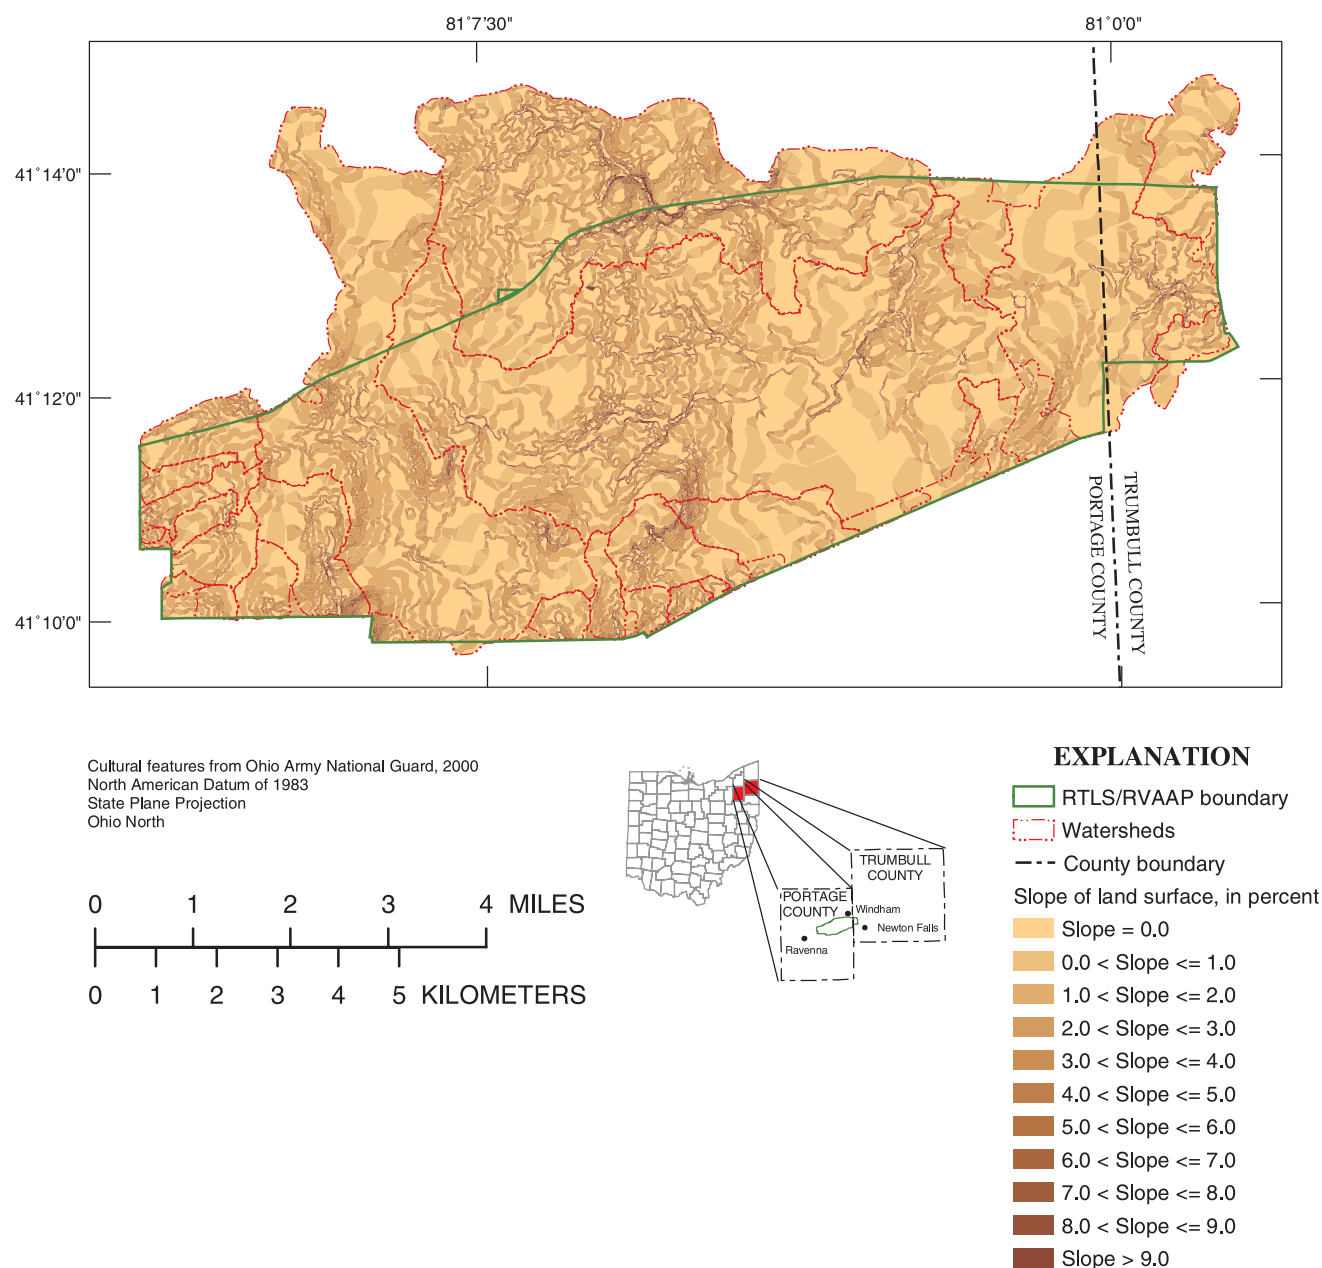 81°7'30"
81°0'0"
41°14'0"
41°12'0"
41°10'0"
TRUMBULL COUNTY
PORTAGE COUNTY
Cultural features from Ohio Army National Guard, 2000
North American Datum of 1983
State Plane Projection
Ohio North
0 1 2 3 4 MILES
0 1 2 3 4 5 KILOMETERS
TRUMBULL
COUNTY
PORTAGE
COUNTY
Windham
Newton Falls
Ravenna
EXPLANATION
RTLS/RVAAP boundary
Watersheds
County boundary
Slope of land surface, in percent
Slope = 0.0
0.0 < Slope <= 1.0
1.0 < Slope <= 2.0
2.0 < Slope <= 3.0
3.0 < Slope <= 4.0
4.0 < Slope <= 5.0
5.0 < Slope <= 6.0
6.0 < Slope <= 7.0
7.0 < Slope <= 8.0
8.0 < Slope <= 9.0
Slope > 9.0